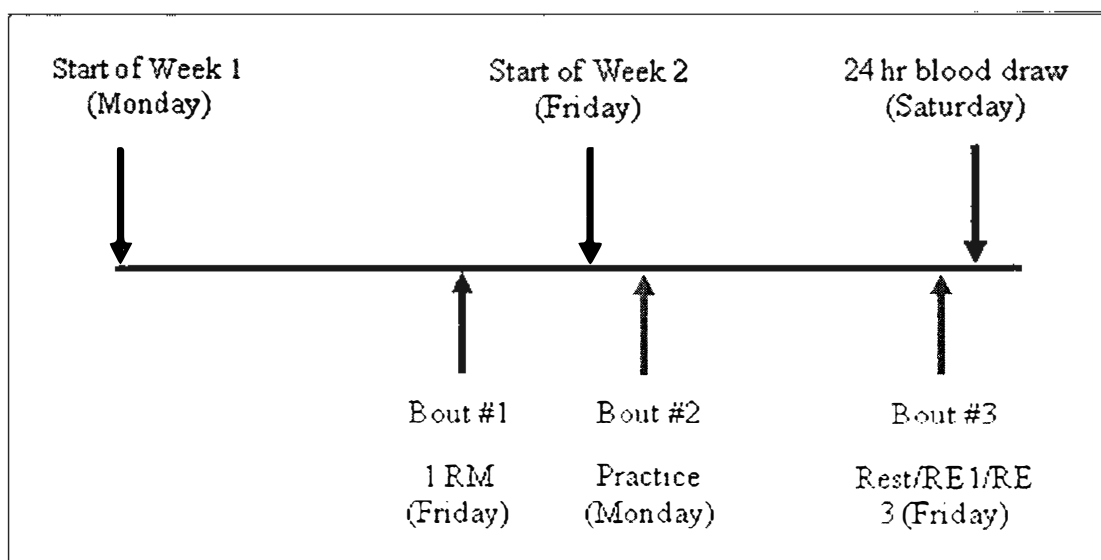 Start of Week 1
(Monday)
Start of Week 2
(Friday)
24 hr blood draw
(Saturday)
Bout #1
1 RM
(Friday)
Bout #2
Practice
(Monday)
Bout #3
Rest/RE1/RE
3 (Friday)